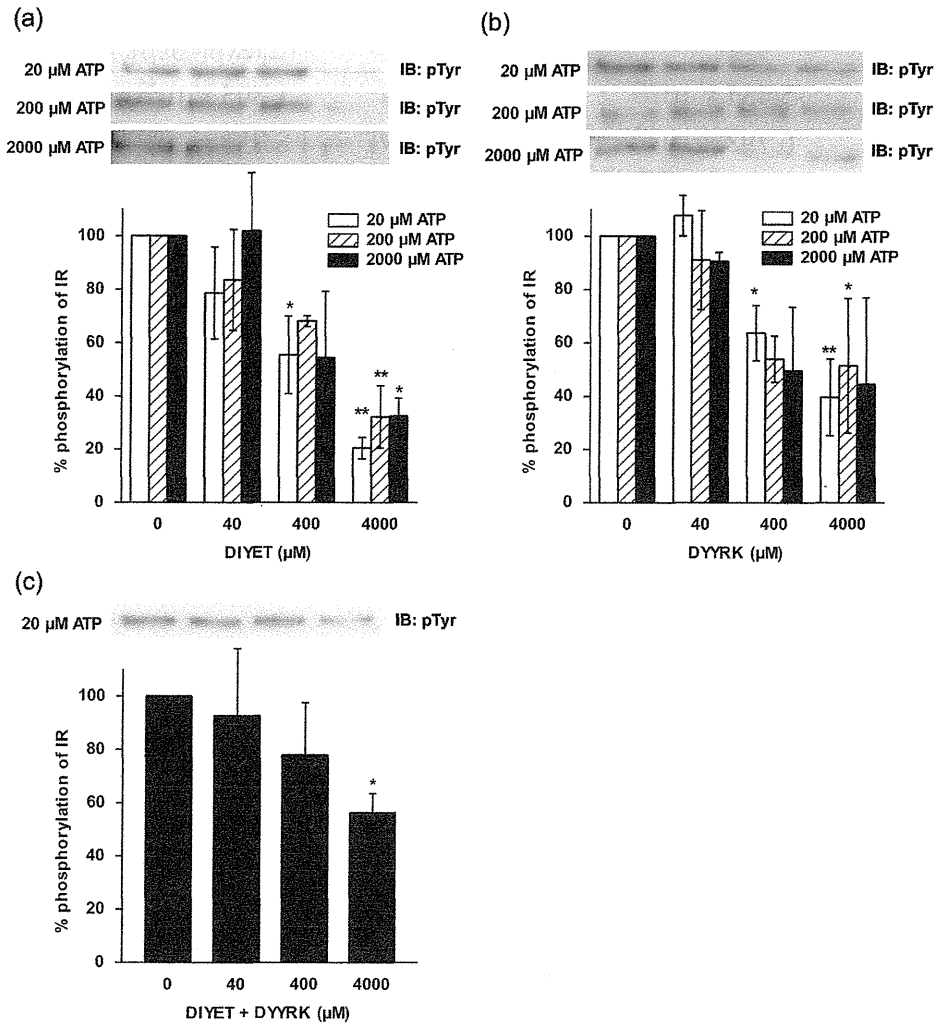 (a)
20 µM ATP IB: pTyr
200 µM ATP IB: pTyr
2000 µM ATP IB: pTyr
20 µM ATP
200 µM ATP
2000 µM ATP
% phosphorylation of IR
100
80
60
40
20
0
*
**
**
*
0 40 400 4000
DIYET (µM)
(b)
20 µM ATP IB: pTyr
200 µM ATP IB: pTyr
2000 µM ATP IB: pTyr
20 µM ATP
200 µM ATP
2000 µM ATP
% phosphorylation of IR
100
80
60
40
20
0
*
**
*
0 40 400 4000
DYYRK (µM)
(c)
20 µM ATP IB: pTyr
% phosphorylation of IR
100
80
60
40
20
0
*
0 40 400 4000
DIYET + DYYRK (µM)